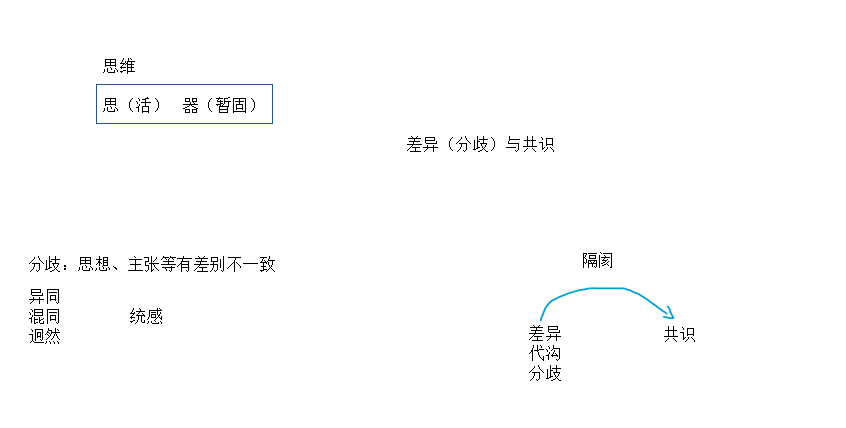 思维
思（活） 器（暂固）
差异（分歧）与共识
分歧：思想、主张等有差别不一致
异同
混同
迥然
统感
隔阂
差异
代沟
分歧
共识